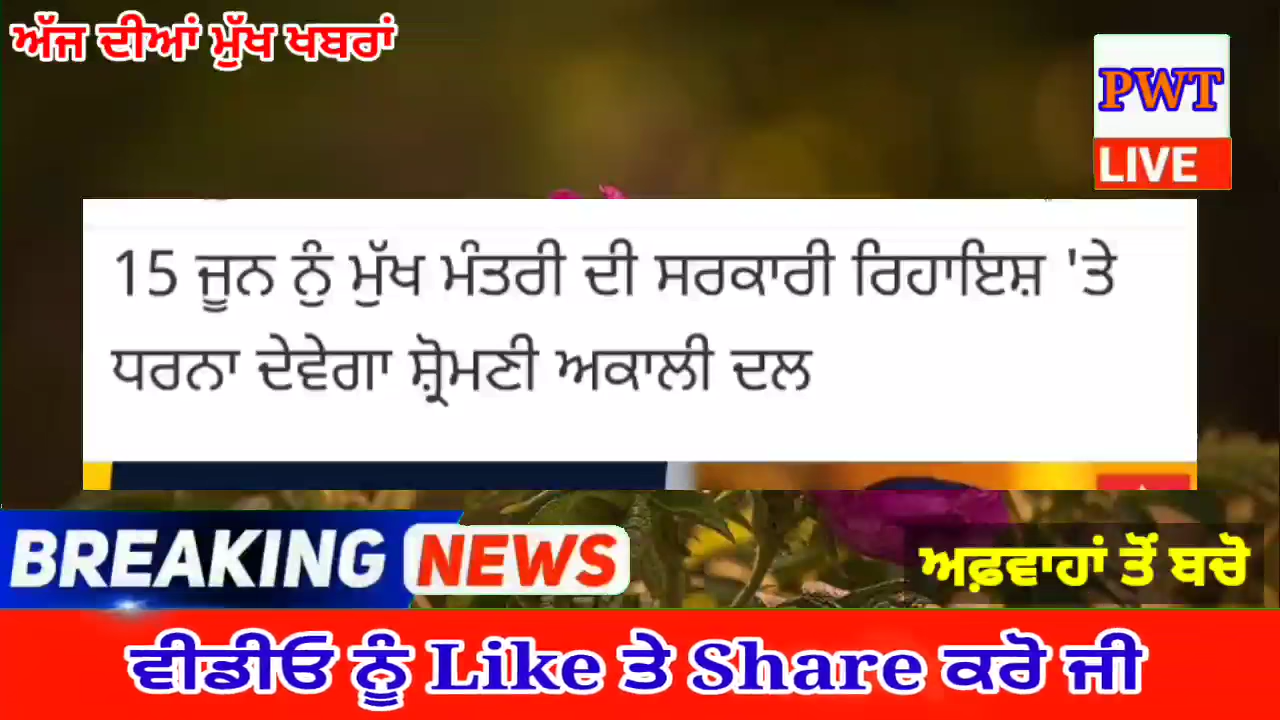 ਅੱਜ ਦੀਆਂ ਮੁੱਖ ਖਬਰਾਂ
PWT
LIVE
15 ਜੂਨ ਨੂੰ ਮੁੱਖ ਮੰਤਰੀ ਦੀ ਸਰਕਾਰੀ ਰਿਹਾਇਸ਼ 'ਤੇ
ਧਰਨਾ ਦੇਵੇਗਾ ਸ਼੍ਰੋਮਣੀ ਅਕਾਲੀ ਦਲ
BREAKING NEWS
ਅਫ਼ਵਾਹਾਂ ਤੋਂ ਬਚੋ
ਵੀਡੀਓ ਨੂੰ Like ਤੇ Share ਕਰੋ ਜੀ